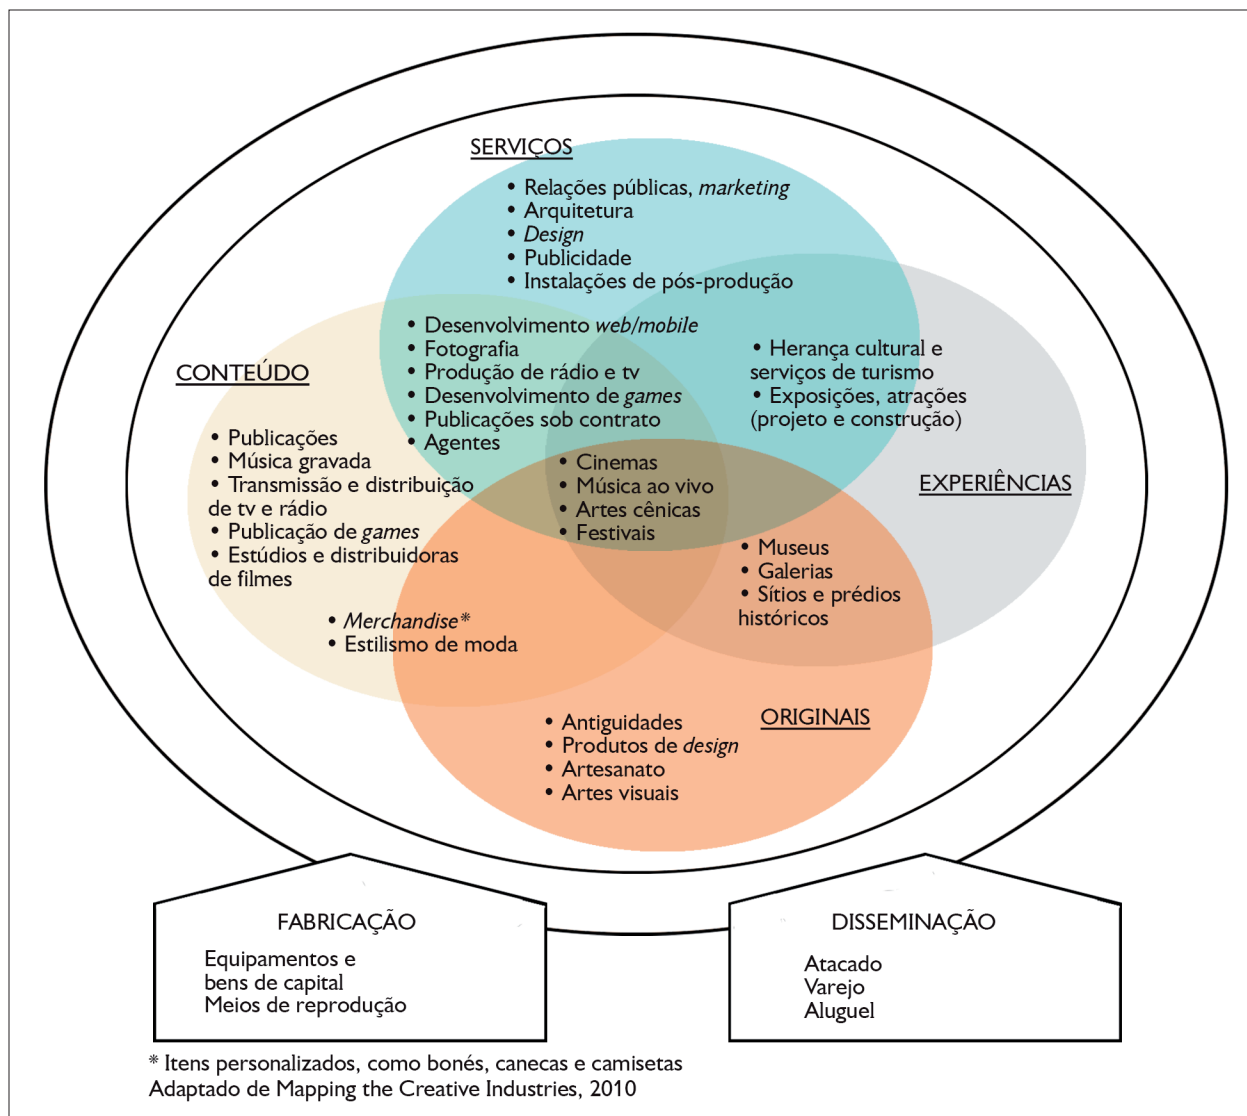 SERVIÇOS
• Relações públicas, marketing
• Arquitetura
• Design
• Publicidade
• Instalações de pós-produção
• Desenvolvimento web/mobile
• Fotografia
• Produção de rádio e tv
• Desenvolvimento de games
• Publicações sob contrato
• Agentes
• Herança cultural e
serviços de turismo
• Exposições, atrações
(projeto e construção)
CONTEÚDO
• Publicações
• Música gravada
• Transmissão e distribuição
de tv e rádio
• Publicação de games
• Estúdios e distribuidoras
de filmes
• Cinemas
• Música ao vivo
• Artes cênicas
• Festivais
EXPERIÊNCIAS
• Museus
• Galerias
• Sítios e prédios
históricos
• Merchandise*
• Estilismo de moda
ORIGINAIS
• Antiguidades
• Produtos de design
• Artesanato
• Artes visuais
FABRICAÇÃO
Equipamentos e
bens de capital
Meios de reprodução
DISSEMINAÇÃO
Atacado
Varejo
Aluguel
* Itens personalizados, como bonés, canecas e camisetas
Adaptado de Mapping the Creative Industries, 2010